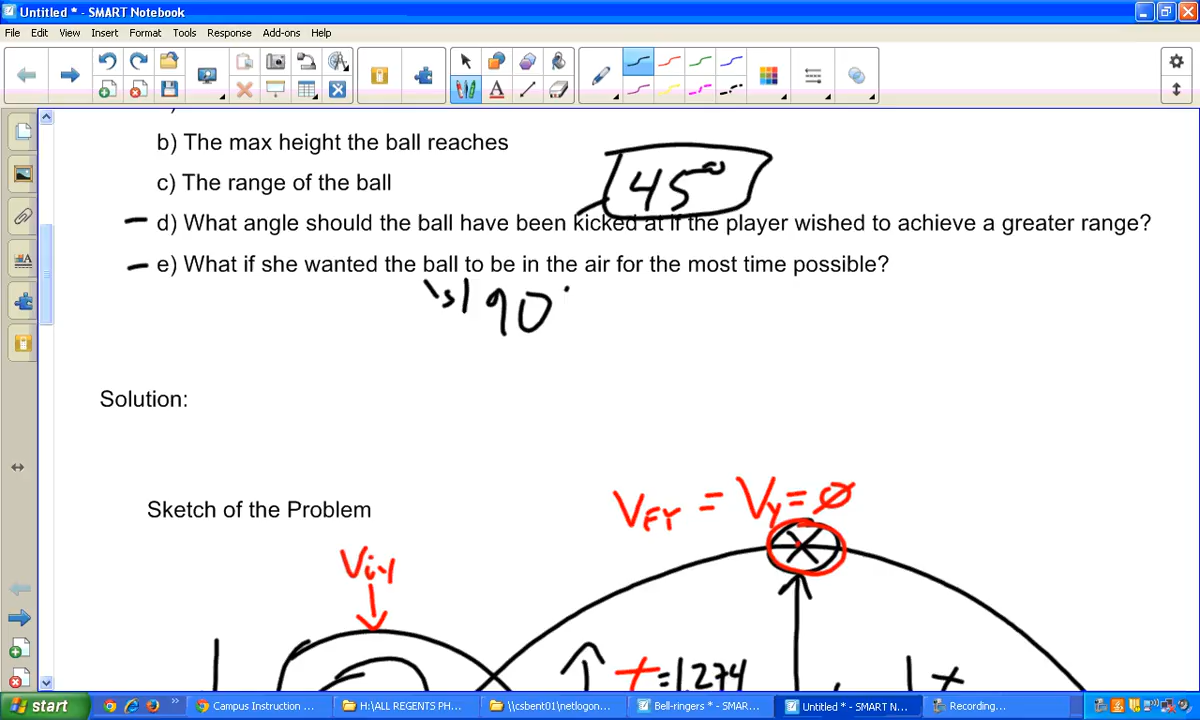 Untitled * - SMART Notebook
File Edit View Insert Format Tools Response Add-ons Help
b) The max height the ball reaches
45°
c) The range of the ball
d) What angle should the ball have been kicked at if the player wished to achieve a greater range?
e) What if she wanted the ball to be in the air for the most time possible?
90°
Solution:
Sketch of the Problem
VFY = VY = Ø
ViY
t = 1.274
t
start
Campus Instruction ...
H:\ALL REGENTS PH...
\\csbent01\netlogon...
Bell-ringers * - SMAR...
Untitled * - SMART N...
Recording...